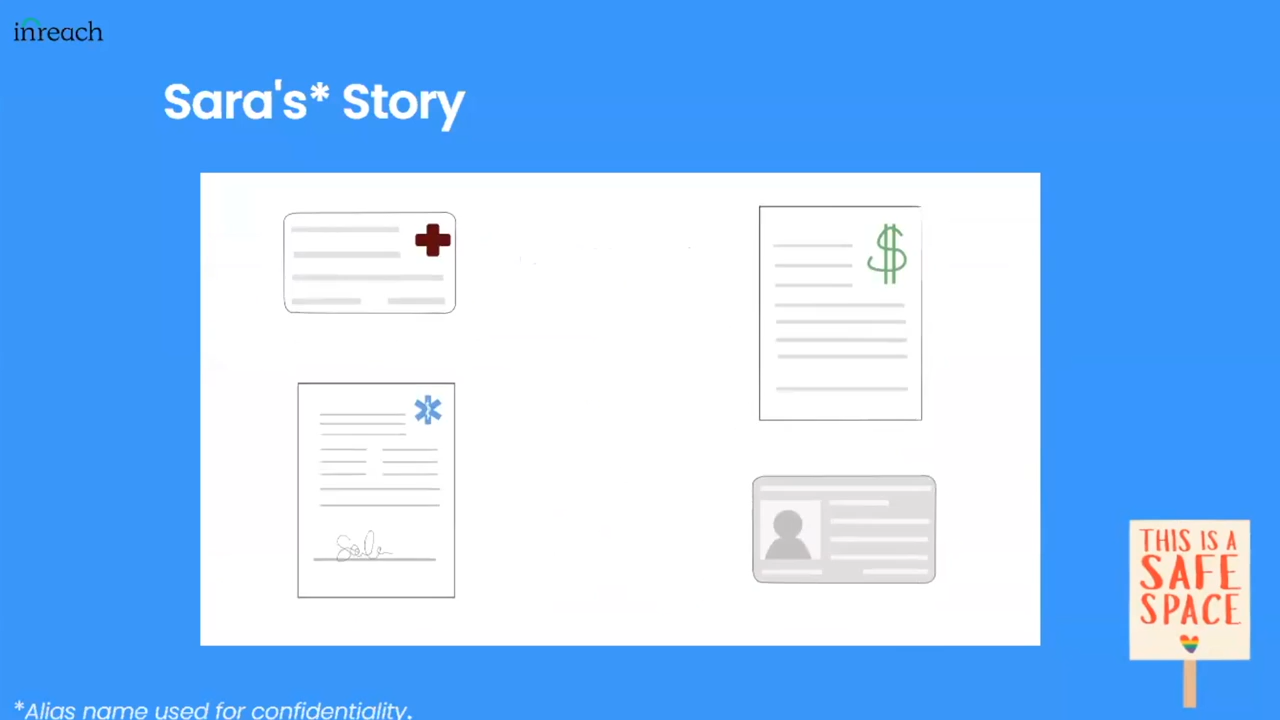 inreach
Sara's* Story
$
THIS IS A
SAFE
SPACE
*Alias name used for confidentiality.